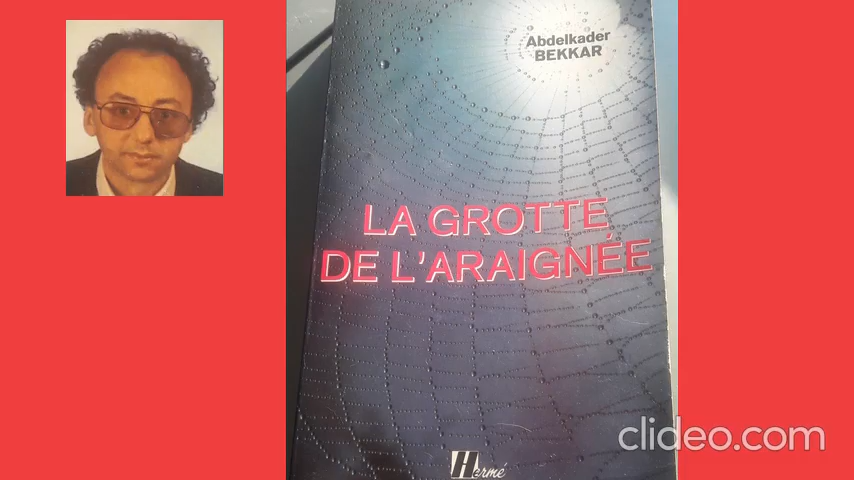 Abdelkader
BEKKAR
LA GROTTE
DE L'ARAIGNÉE
Hermé
clideo.com